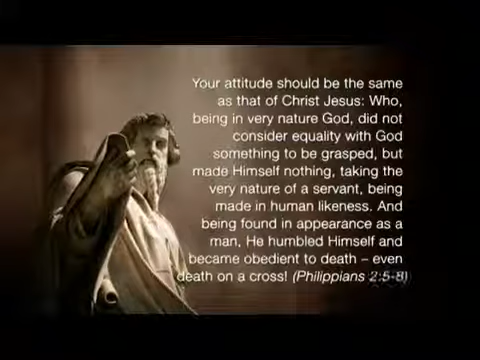 Your attitude should be the same
as that of Christ Jesus: Who,
being in very nature God, did not
consider equality with God
something to be grasped, but
made Himself nothing, taking the
very nature of a servant, being
made in human likeness. And
being found in appearance as a
man, He humbled Himself and
became obedient to death – even
death on a cross! (Philippians 2:5-8)